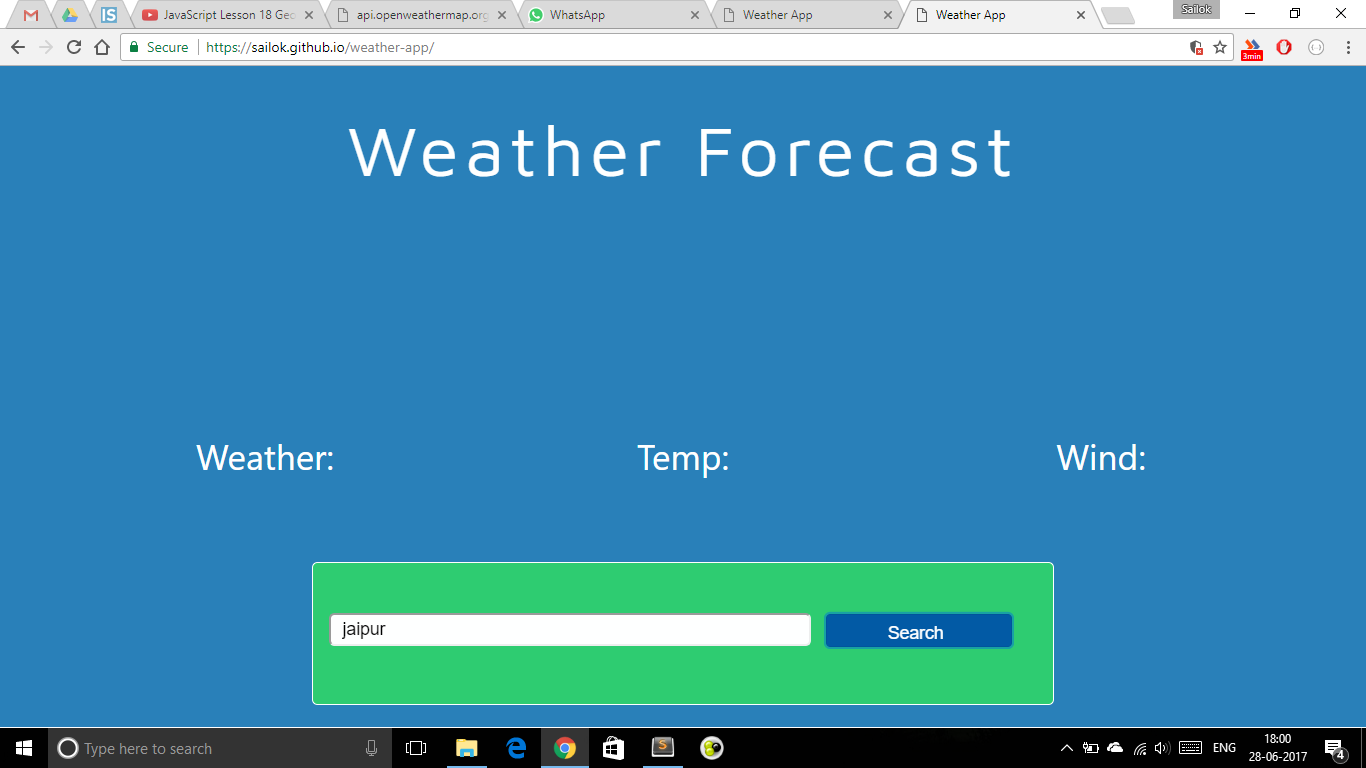 JavaScript Lesson 18 Geo
api.openweathermap.org
WhatsApp
Weather App
Weather App
Sailok
Secure
https://sailok.github.io/weather-app/
3min
Weather Forecast
Weather:
Temp:
Wind:
jaipur
Search
Type here to search
ENG
18:00
28-06-2017
4